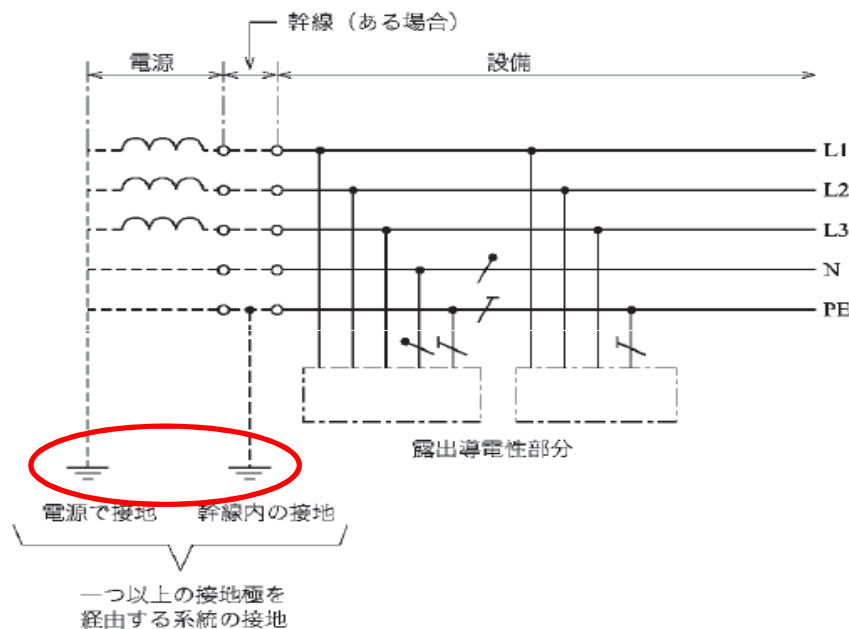 幹線（ある場合）
電源
設備
L1
L2
L3
N
PE
露出導電性部分
電源で接地
幹線内の接地
一つ以上の接地極を
経由する系統の接地